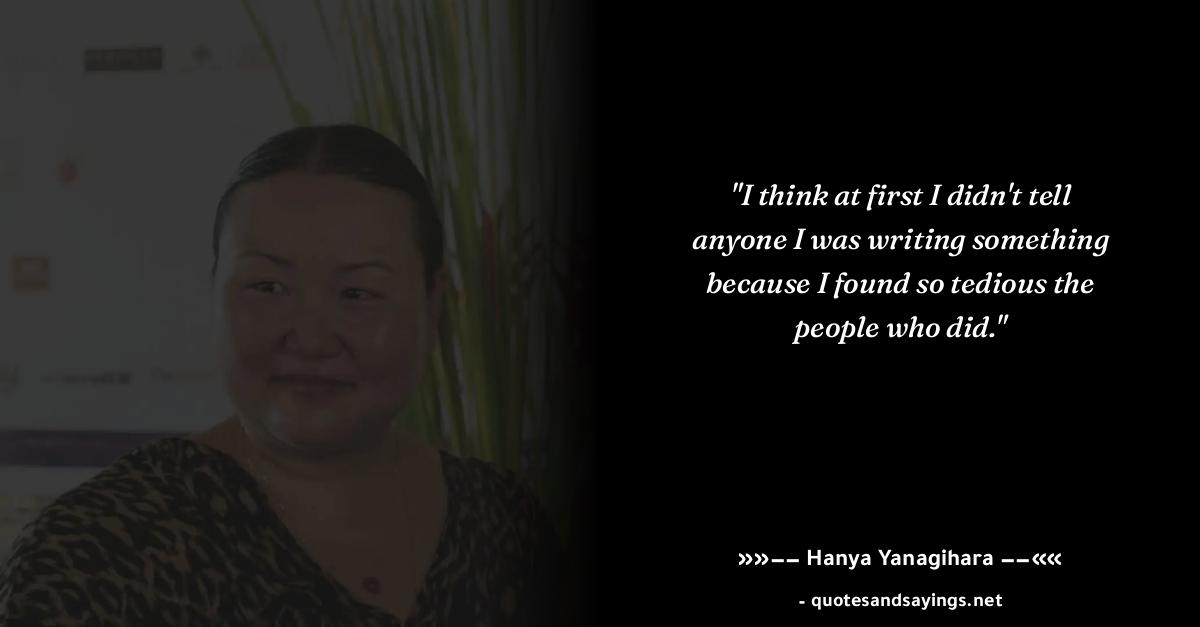 "I think at first I didn't tell
anyone I was writing something
because I found so tedious the
people who did."
»»−− Hanya Yanagihara −−««
- quotesandsayings.net